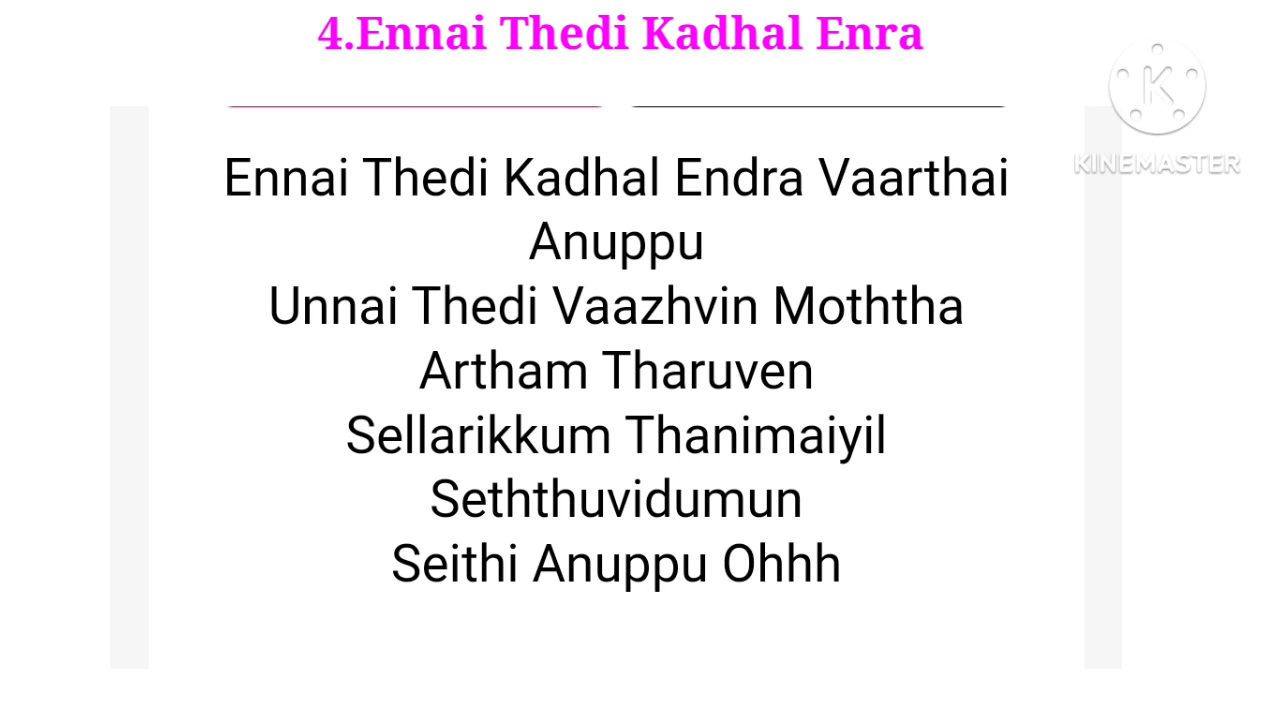 4.Ennai Thedi Kadhal Enra
K
KINEMASTER
Ennai Thedi Kadhal Endra Vaarthai
Anuppu
Unnai Thedi Vaazhvin Moththa
Artham Tharuven
Sellarikkum Thanimaiyil
Seththuvidumun
Seithi Anuppu Ohhh